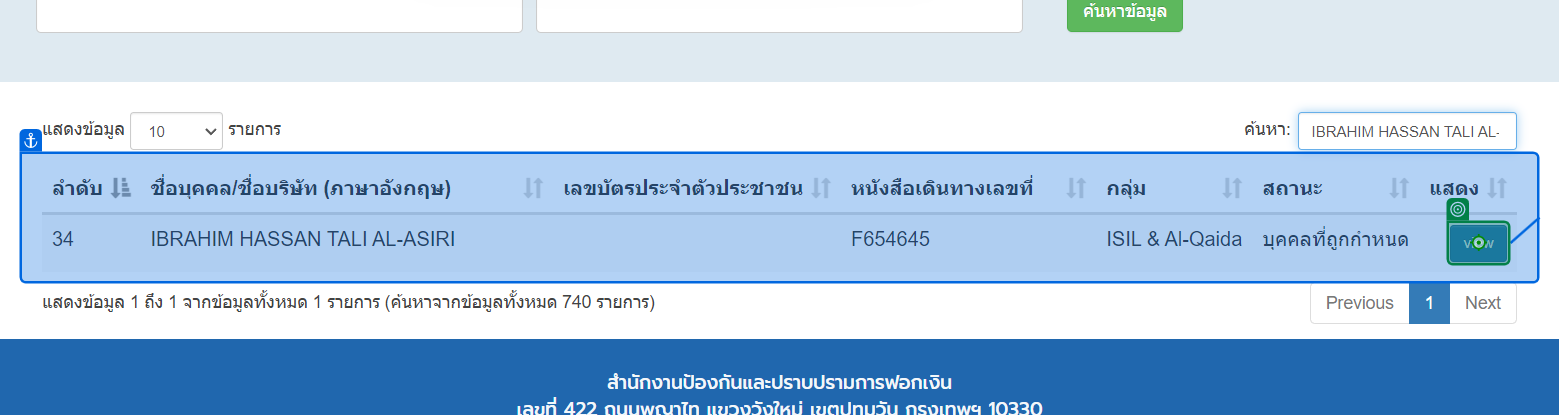 ค้นหาข้อมูล
แสดงข้อมูล 10 รายการ
ค้นหา: IBRAHIM HASSAN TALI AL-
ลำดับ ชื่อบุคคล/ชื่อบริษัท (ภาษาอังกฤษ) เลขบัตรประจำตัวประชาชน หนังสือเดินทางเลขที่ กลุ่ม สถานะ แสดง
34 IBRAHIM HASSAN TALI AL-ASIRI F654645 ISIL & Al-Qaida บุคคลที่ถูกกำหนด
แสดงข้อมูล 1 ถึง 1 จากข้อมูลทั้งหมด 1 รายการ (ค้นหาจากข้อมูลทั้งหมด 740 รายการ)
Previous 1 Next
สำนักงานป้องกันและปราบปรามการฟอกเงิน
เลขที่ 422 ถนนพญาไท แขวงวังใหม่ เขตปทุมวัน กรุงเทพฯ 10330